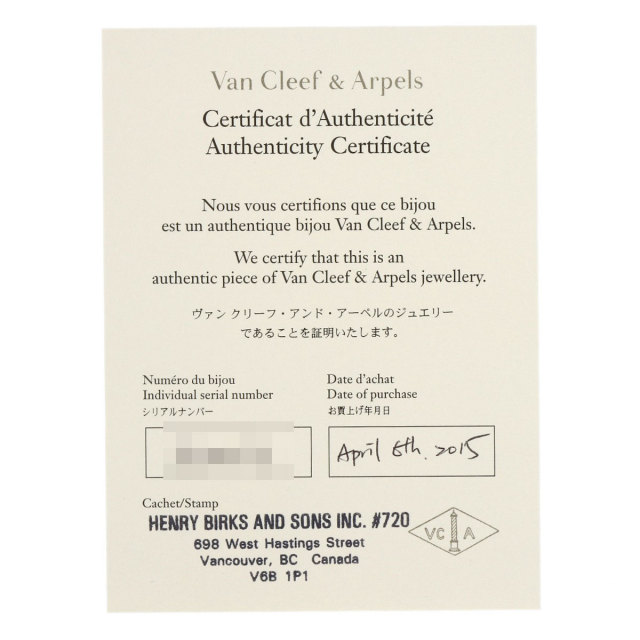 Van Cleef & Arpels
Certificat d'Authenticité
Authenticity Certificate
Nous vous certifions que ce bijou
est un authentique bijou Van Cleef & Arpels.
We certify that this is an
authentic piece of Van Cleef & Arpels jewellery.
ヴァン クリーフ・アンド・アーペルのジュエリー
であることを証明いたします。
Numéro du bijou
Individual serial number
シリアルナンバー
Date d'achat
Date of purchase
お買上げ年月日
April 6th. 2015
Cachet/Stamp
HENRY BIRKS AND SONS INC. #720
698 West Hastings Street
Vancouver, BC Canada
V6B 1P1
VC A